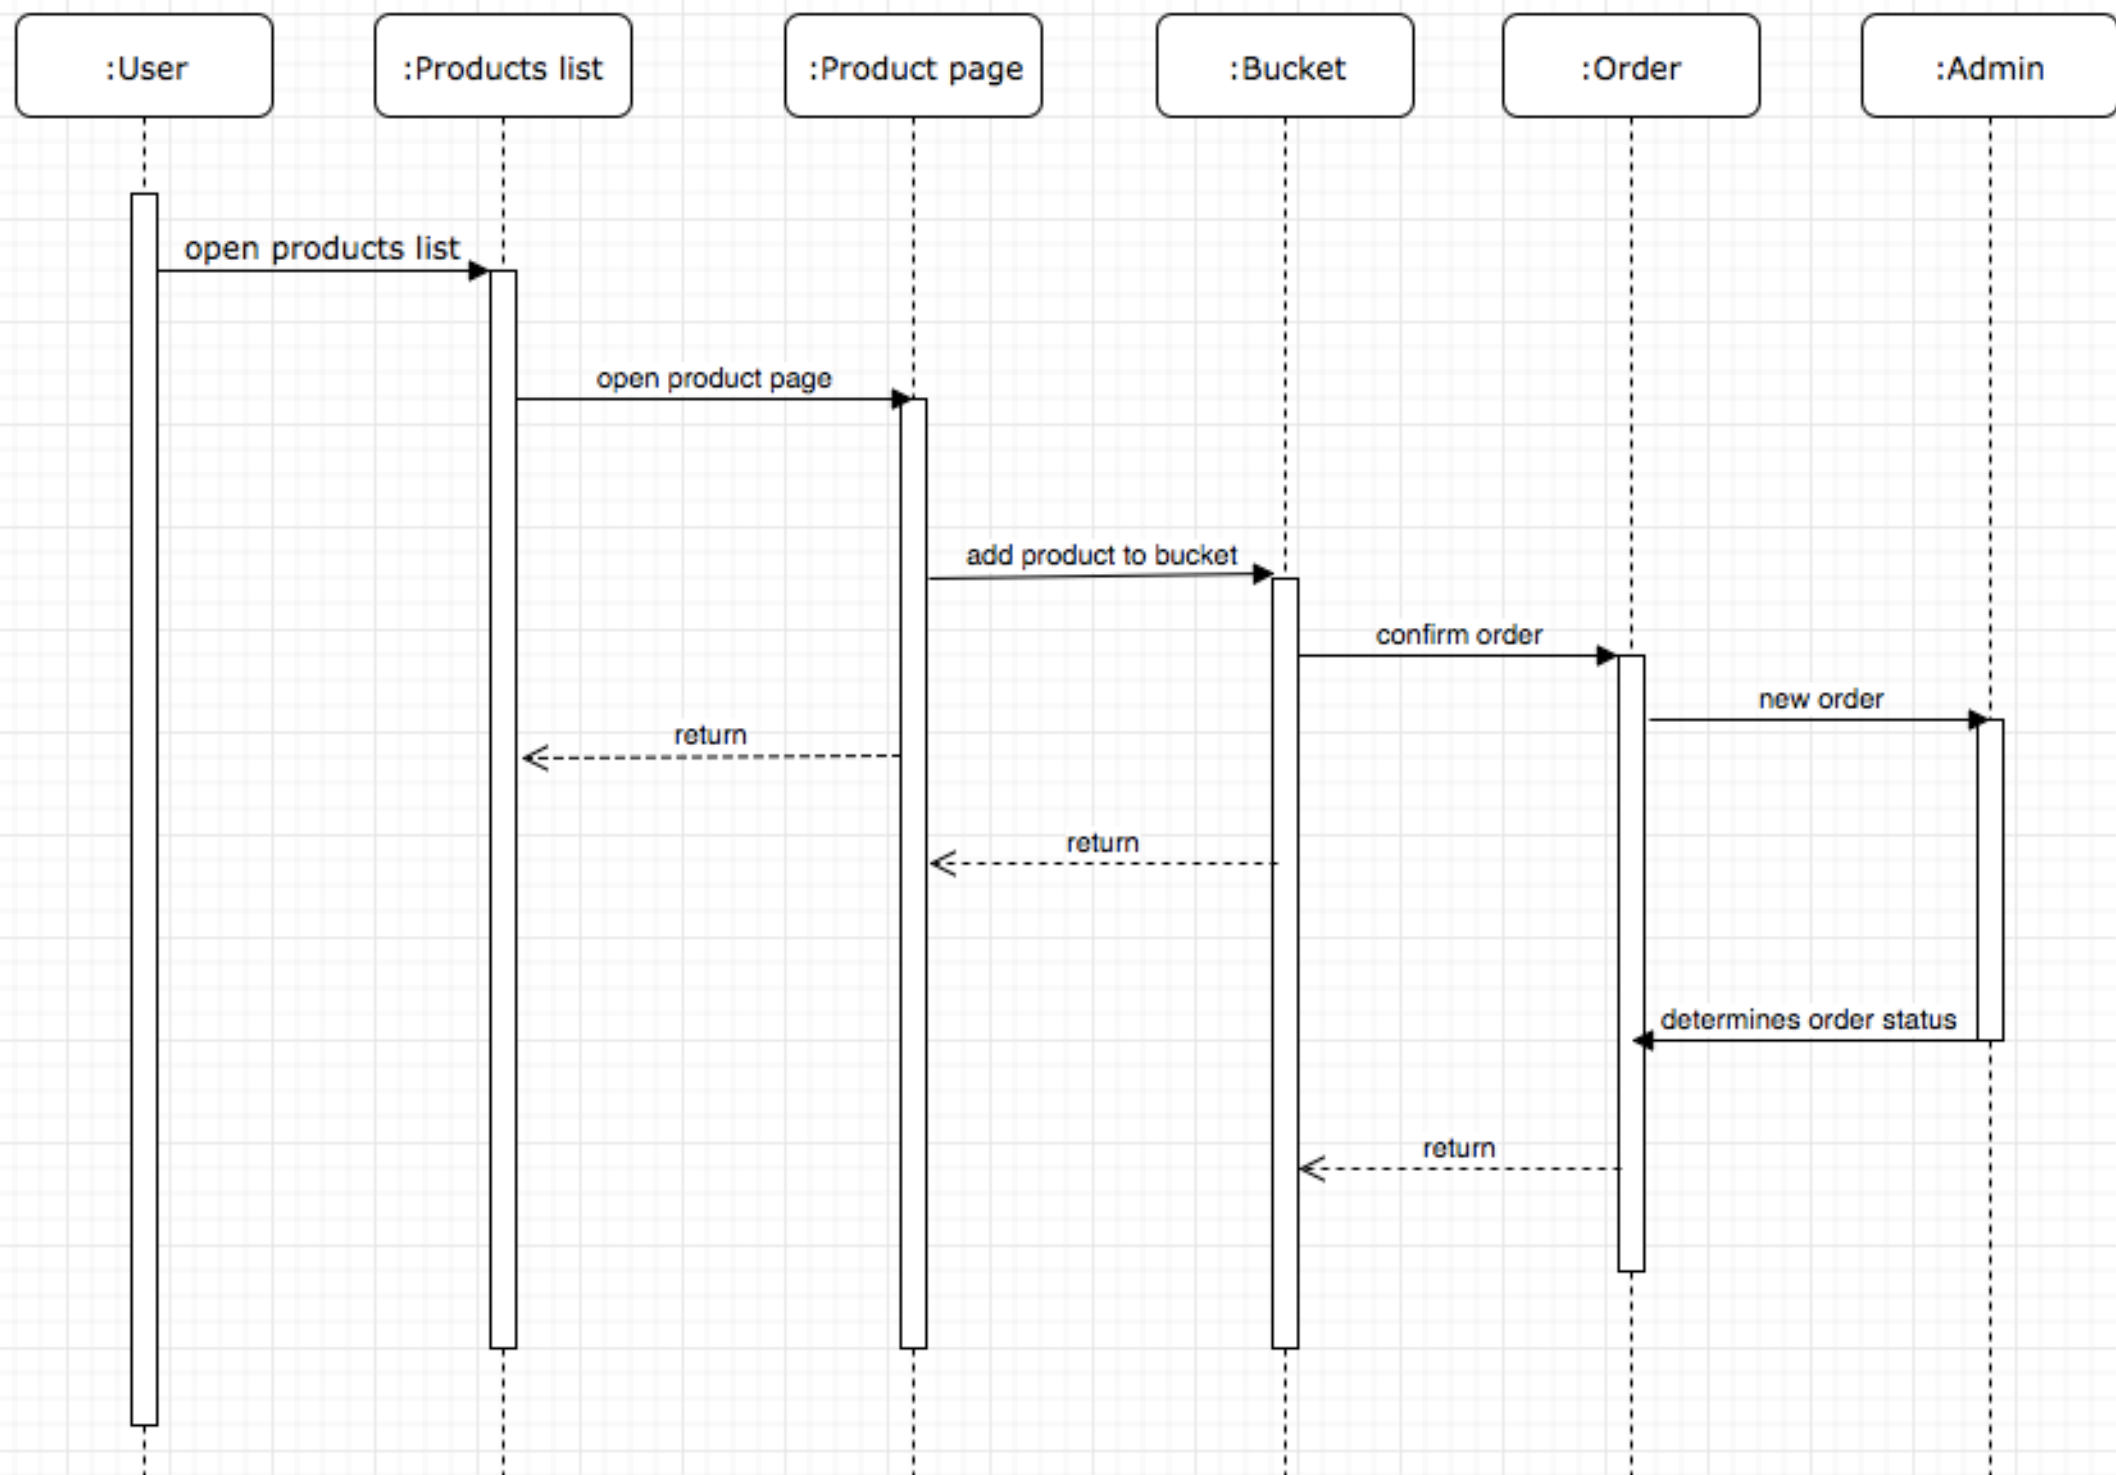 :User
:Products list
:Product page
:Bucket
:Order
:Admin
open products list
open product page
add product to bucket
confirm order
new order
return
return
determines order status
return